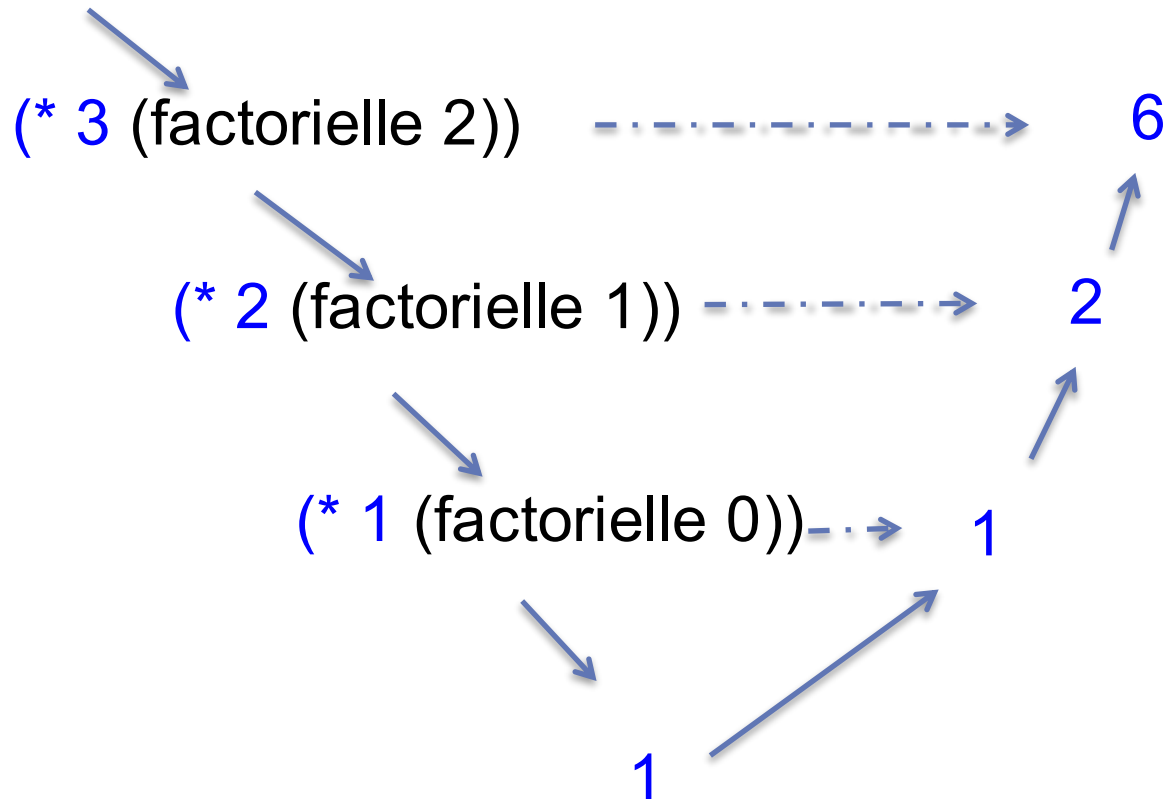 (* 3 (factorielle 2)) 6
(* 2 (factorielle 1)) 2
(* 1 (factorielle 0)) 1
1